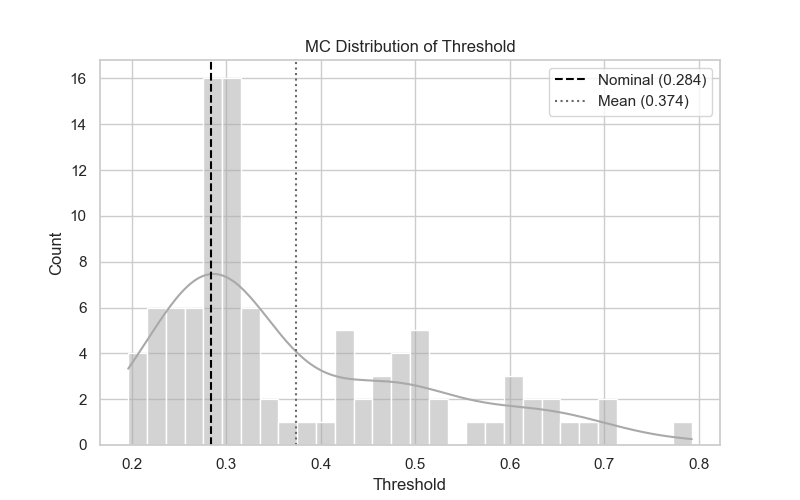 MC Distribution of Threshold
Nominal (0.284)
Mean (0.374)
Count
16
14
12
10
8
6
4
2
0
0.2 0.3 0.4 0.5 0.6 0.7 0.8
Threshold